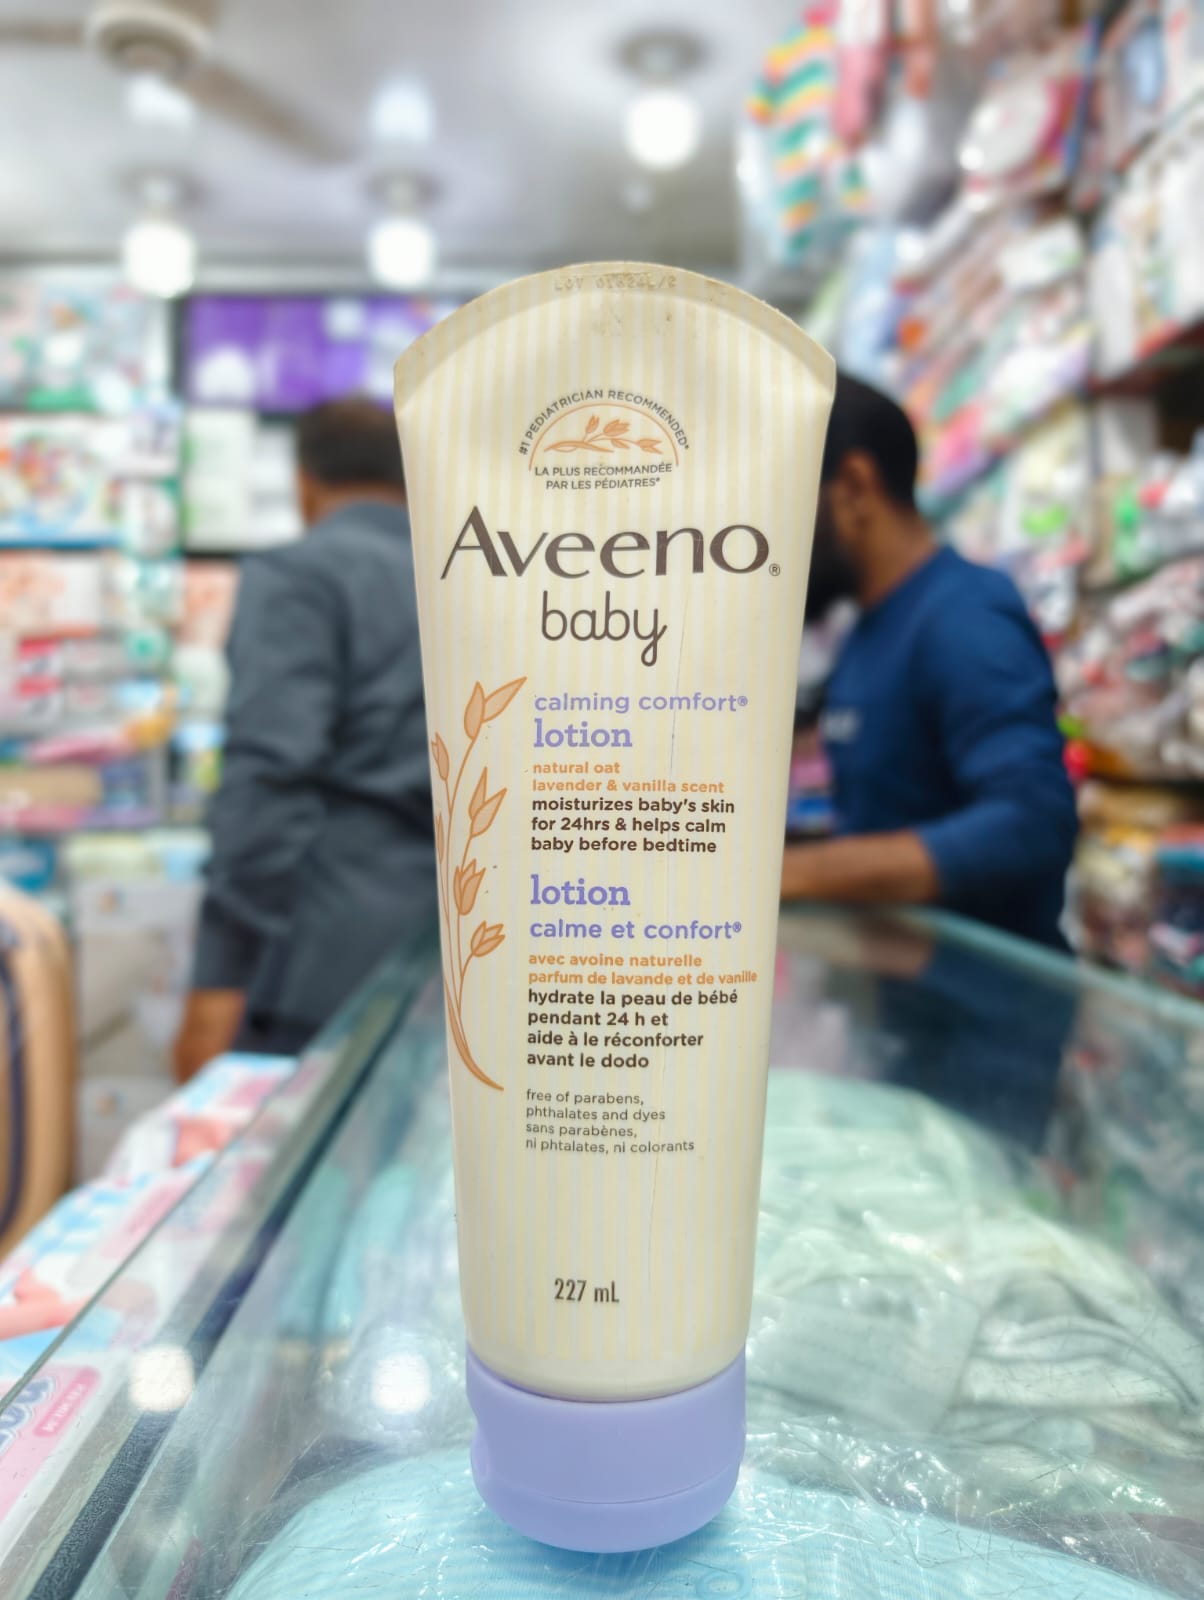 #1 PEDIATRICIAN RECOMMENDED*
LA PLUS RECOMMANDÉE
PAR LES PÉDIATRES*
Aveeno®
baby
calming comfort®
lotion
natural oat
lavender & vanilla scent
moisturizes baby's skin
for 24hrs & helps calm
baby before bedtime
lotion
calme et confort®
avec avoine naturelle
parfum de lavande et de vanille
hydrate la peau de bébé
pendant 24 h et
aide à le réconforter
avant le dodo
free of parabens,
phthalates and dyes
sans parabènes,
ni phtalates, ni colorants
227 mL